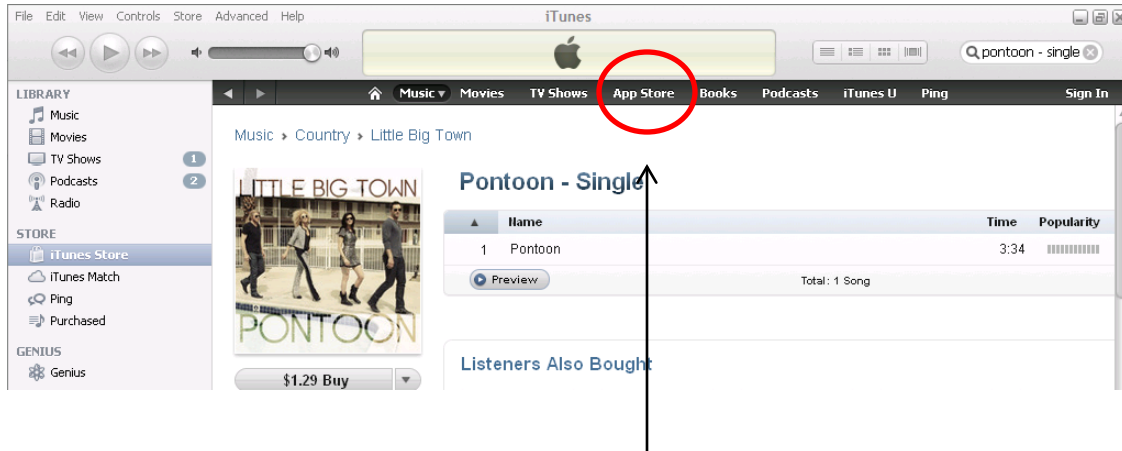 File Edit View Controls Store Advanced Help
iTunes
pontoon - single
LIBRARY
Music
Movies
TV Shows 1
Podcasts 2
Radio
STORE
iTunes Store
iTunes Match
Ping
Purchased
GENIUS
Genius
Music Movies TV Shows App Store Books Podcasts iTunes U Ping Sign In
Music › Country › Little Big Town
LITTLE BIG TOWN
PONTOON
$1.29 Buy
Pontoon - Single
Name Time Popularity
1 Pontoon 3:34
Preview Total: 1 Song
Listeners Also Bought